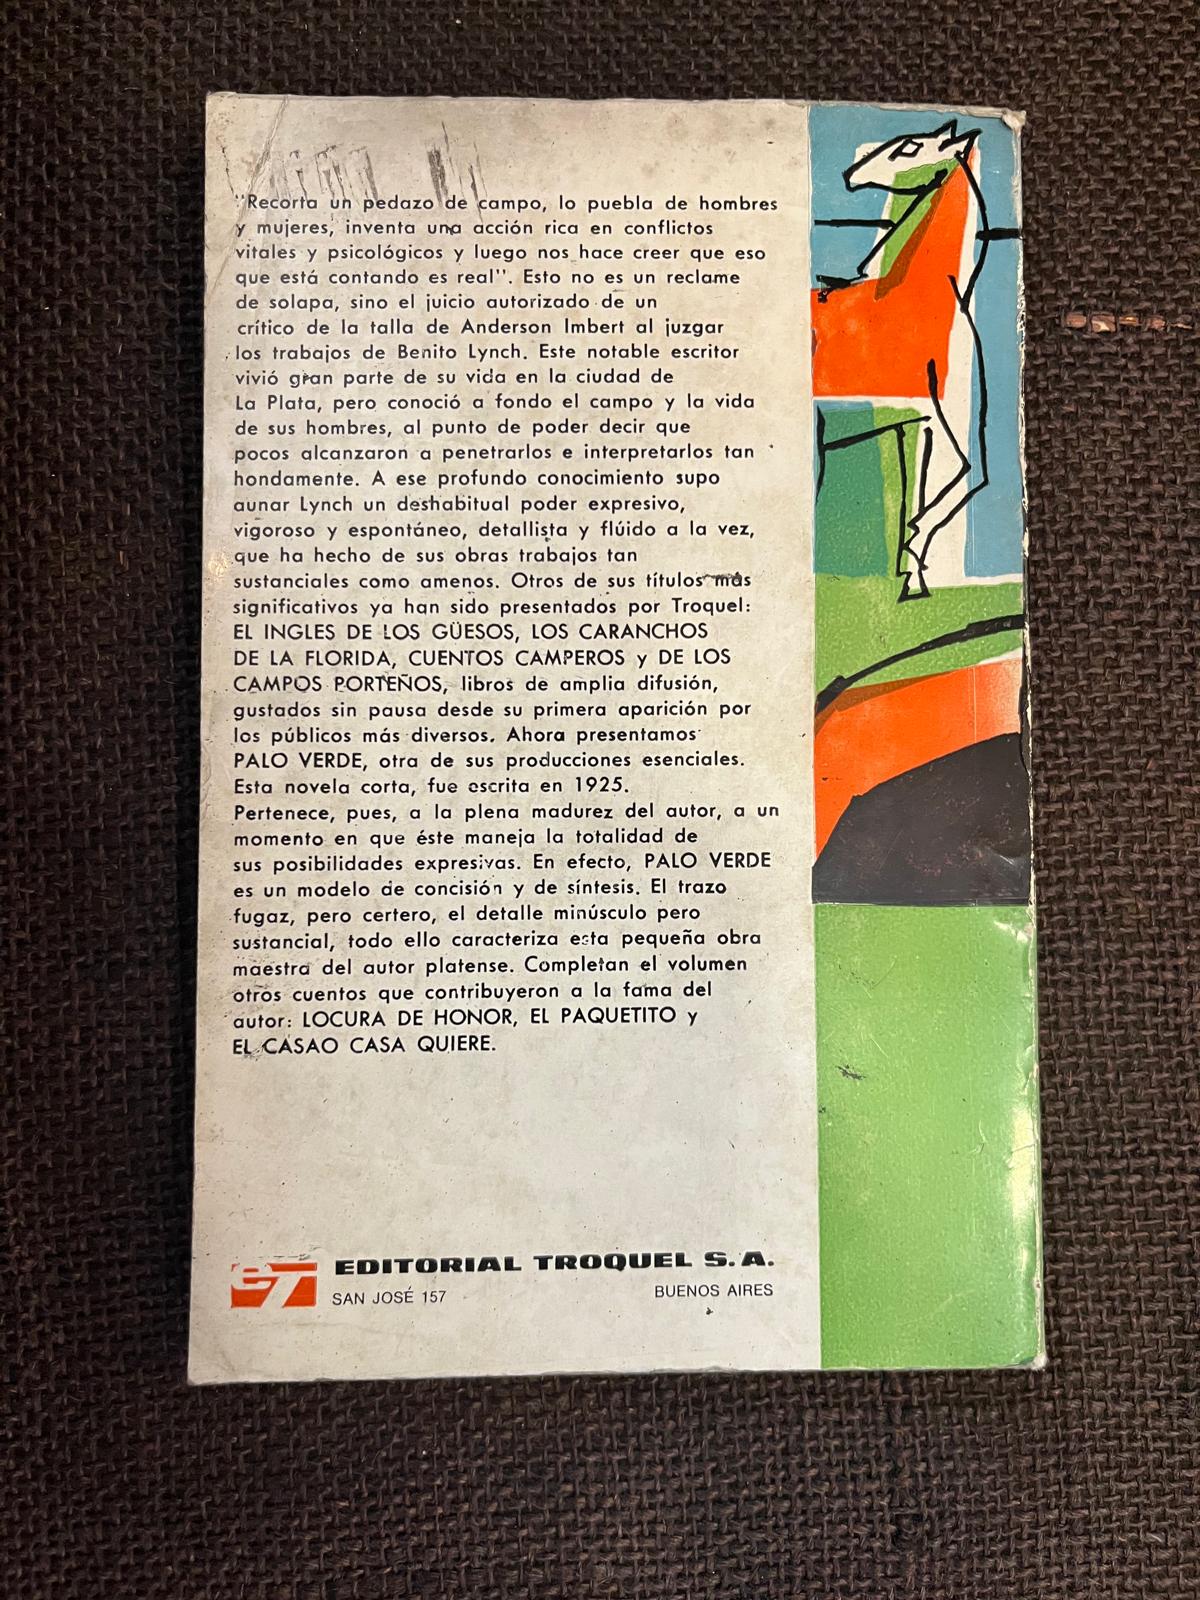 "Recorta un pedazo de campo, lo puebla de hombres
y mujeres, inventa una acción rica en conflictos
vitales y psicológicos y luego nos hace creer que eso
que está contando es real". Esto no es un reclame
de solapa, sino el juicio autorizado de un
crítico de la talla de Anderson Imbert al juzgar
los trabajos de Benito Lynch. Este notable escritor
vivió gran parte de su vida en la ciudad de
La Plata, pero conoció a fondo el campo y la vida
de sus hombres, al punto de poder decir que
pocos alcanzaron a penetrarlos e interpretarlos tan
hondamente. A ese profundo conocimiento supo
aunar Lynch un deshabitual poder expresivo,
vigoroso y espontáneo, detallista y flúido a la vez,
que ha hecho de sus obras trabajos tan
sustanciales como amenos. Otros de sus títulos más
significativos ya han sido presentados por Troquel:
EL INGLES DE LOS GÜESOS, LOS CARANCHOS
DE LA FLORIDA, CUENTOS CAMPEROS y DE LOS
CAMPOS PORTEÑOS, libros de amplia difusión,
gustados sin pausa desde su primera aparición por
los públicos más diversos. Ahora presentamos
PALO VERDE, otra de sus producciones esenciales.
Esta novela corta, fue escrita en 1925.
Pertenece, pues, a la plena madurez del autor, a un
momento en que éste maneja la totalidad de
sus posibilidades expresivas. En efecto, PALO VERDE
es un modelo de concisión y de síntesis. El trazo
fugaz, pero certero, el detalle minúsculo pero
sustancial, todo ello caracteriza esta pequeña obra
maestra del autor platense. Completan el volumen
otros cuentos que contribuyeron a la fama del
autor: LOCURA DE HONOR, EL PAQUETITO y
EL CASAO CASA QUIERE.
eT EDITORIAL TROQUEL S.A.
SAN JOSÉ 157 BUENOS AIRES